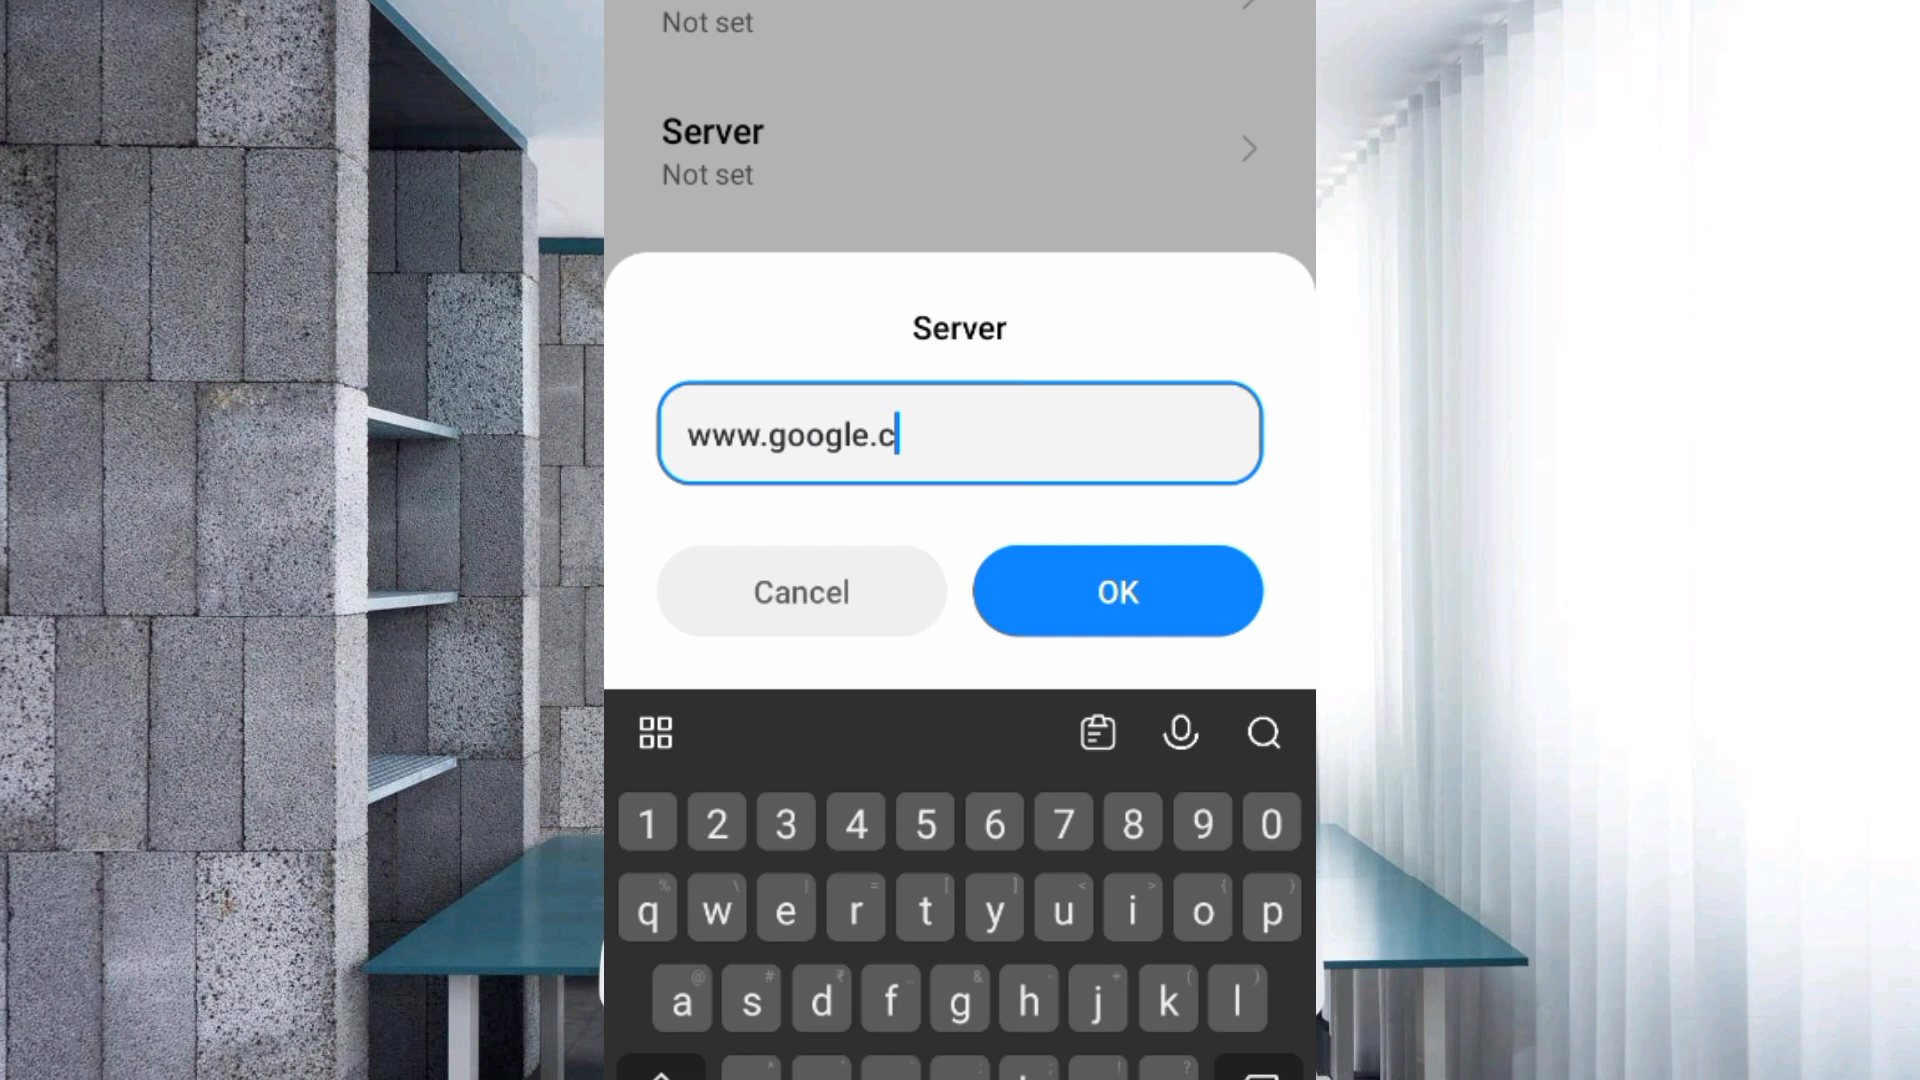 Not set
Server
Not set
Server
www.google.c
Cancel
OK
1 2 3 4 5 6 7 8 9 0
q w e r t y u i o p
a s d f g h j k l